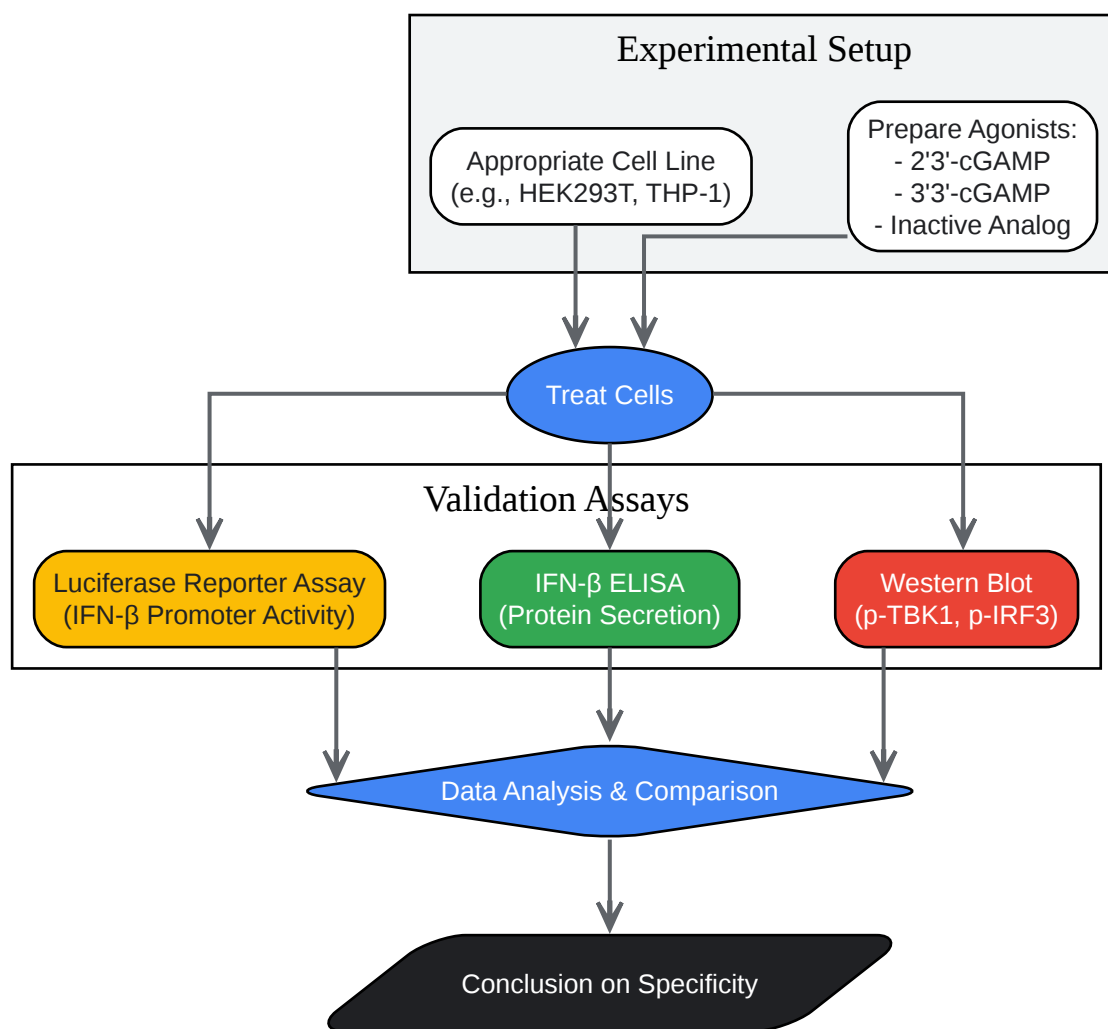 Experimental Setup
Appropriate Cell Line
(e.g., HEK293T, THP-1)
Prepare Agonists:
- 2'3'-cGAMP
- 3'3'-cGAMP
- Inactive Analog
Treat Cells
Validation Assays
Luciferase Reporter Assay
(IFN-β Promoter Activity)
IFN-β ELISA
(Protein Secretion)
Western Blot
(p-TBK1, p-IRF3)
Data Analysis & Comparison
Conclusion on Specificity